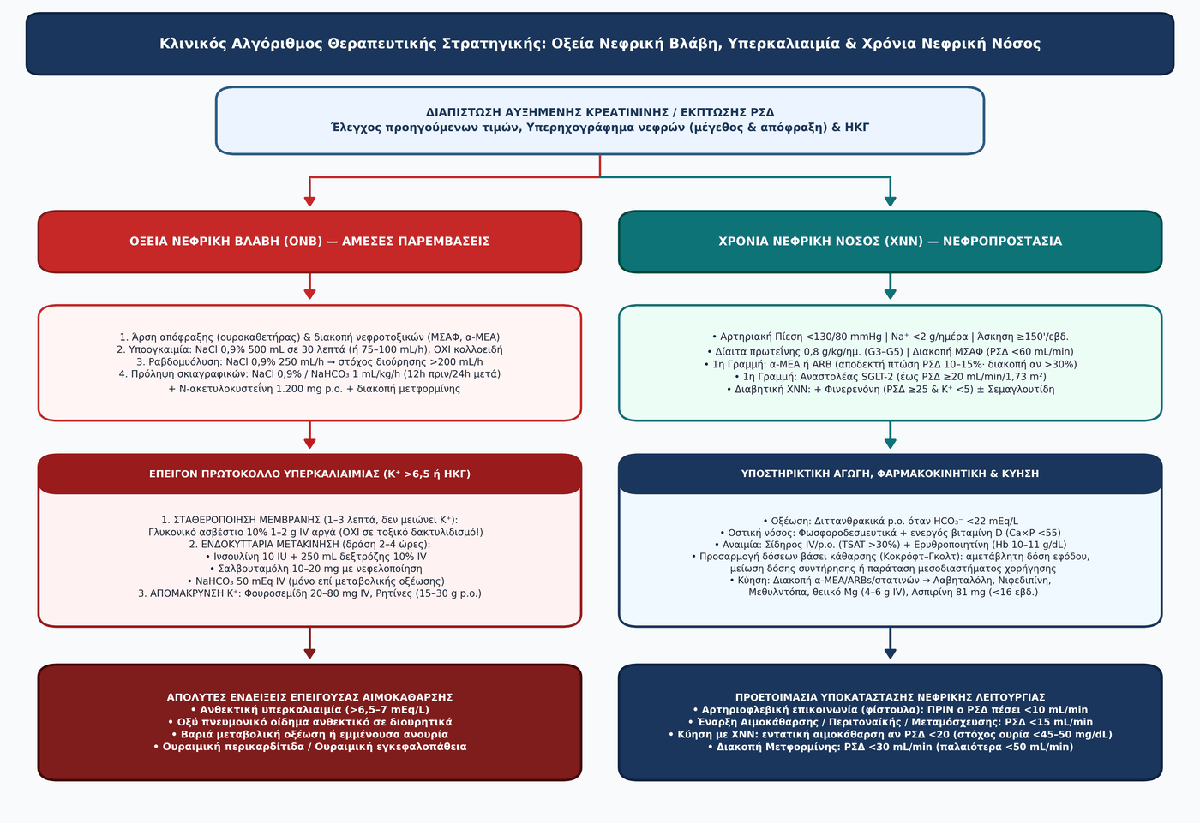 Κλινικός Αλγόριθμος Θεραπευτικής Στρατηγικής: Οξεία Νεφρική Βλάβη, Υπερκαλιαιμία & Χρόνια Νεφρική Νόσος
ΔΙΑΠΙΣΤΩΣΗ ΑΥΞΗΜΕΝΗΣ ΚΡΕΑΤΙΝΙΝΗΣ / ΕΚΠΤΩΣΗΣ ΡΣΔ
Έλεγχος προηγούμενων τιμών, Υπερηχογράφημα νεφρών (μέγεθος & απόφραξη) & ΗΚΓ
ΟΞΕΙΑ ΝΕΦΡΙΚΗ ΒΛΑΒΗ (ΟΝΒ) — ΑΜΕΣΕΣ ΠΑΡΕΜΒΑΣΕΙΣ
1. Άρση απόφραξης (ουροκαθετήρας) & διακοπή νεφροτοξικών (ΜΣΑΦ, α-ΜΕΑ)
2. Υποογκαιμία: NaCl 0,9% 500 mL σε 30 λεπτά (ή 75–100 mL/h). ΟΧΙ κολλοειδή
3. Ραβδομυόλυση: NaCl 0,9% 250 mL/h → στόχος διούρησης >200 mL/h
4. Πρόληψη σκιαγραφικών: NaCl 0,9% / NaHCO₃ 1 mL/kg/h (12h πριν/24h μετά)
+ Ν-ακετυλοκυστεΐνη 1.200 mg p.o. + διακοπή μετφορμίνης
ΕΠΕΙΓΟΝ ΠΡΩΤΟΚΟΛΛΟ ΥΠΕΡΚΑΛΙΑΙΜΙΑΣ (K⁺ >6,5 ή ΗΚΓ)
1. ΣΤΑΘΕΡΟΠΟΙΗΣΗ ΜΕΜΒΡΑΝΗΣ (1–3 λεπτά, δεν μειώνει K⁺):
Γλυκονικό ασβέστιο 10% 1–2 g IV αργά (ΟΧΙ σε τοξικό δακτυλιδισμό!)
2. ΕΝΔΟΚΥΤΤΑΡΙΑ ΜΕΤΑΚΙΝΗΣΗ (δράση 2–4 ώρες):
• Ινσουλίνη 10 IU + 250 mL δεξτρόζης 10% IV
• Σαλβουταμόλη 10–20 mg με νεφελοποίηση
• NaHCO₃ 50 mEq IV (μόνο επί μεταβολικής οξέωσης)
3. ΑΠΟΜΑΚΡΥΝΣΗ K⁺: Φουροσεμίδη 20–80 mg IV, Ρητίνες (15–30 g p.o.)
ΑΠΟΛΥΤΕΣ ΕΝΔΕΙΞΕΙΣ ΕΠΕΙΓΟΥΣΑΣ ΑΙΜΟΚΑΘΑΡΣΗΣ
• Ανθεκτική υπερκαλιαιμία (>6,5–7 mEq/L)
• Οξύ πνευμονικό οίδημα ανθεκτικό σε διουρητικά
• Βαριά μεταβολική οξέωση ή εμμένουσα ανουρία
• Ουραιμική περικαρδίτιδα / Ουραιμική εγκεφαλοπάθεια
ΧΡΟΝΙΑ ΝΕΦΡΙΚΗ ΝΟΣΟΣ (ΧΝΝ) — ΝΕΦΡΟΠΡΟΣΤΑΣΙΑ
• Αρτηριακή Πίεση <130/80 mmHg | Na⁺ <2 g/ημέρα | Άσκηση ≥150'/εβδ.
• Δίαιτα πρωτεΐνης 0,8 g/kg/ημ. (G3–G5) | Διακοπή ΜΣΑΦ (ΡΣΔ <60 mL/min)
• 1η Γραμμή: α-ΜΕΑ ή ARB (αποδεκτή πτώση ΡΣΔ 10–15%· διακοπή αν >30%)
• 1η Γραμμή: Αναστολέας SGLT-2 (έως ΡΣΔ ≥20 mL/min/1,73 m²)
• Διαβητική ΧΝΝ: + Φινερενόνη (ΡΣΔ ≥25 & K⁺ <5) ± Σεμαγλουτίδη
ΥΠΟΣΤΗΡΙΚΤΙΚΗ ΑΓΩΓΗ, ΦΑΡΜΑΚΟΚΙΝΗΤΙΚΗ & ΚΥΗΣΗ
• Οξέωση: Διττανθρακικά p.o. όταν HCO₃⁻ <22 mEq/L
• Οστική νόσος: Φωσφοροδεσμευτικά + ενεργός βιταμίνη D (Ca×P <55)
• Αναιμία: Σίδηρος IV/p.o. (TSAT >30%) + Ερυθροποιητίνη (Hb 10–11 g/dL)
• Προσαρμογή δόσεων βάσει κάθαρσης (Κοκρόφτ–Γκολτ): αμετάβλητη δόση εφόδου,
μείωση δόσης συντήρησης ή παράταση μεσοδιαστήματος χορήγησης
• Κύηση: Διακοπή α-ΜΕΑ/ARBs/στατινών → Λαβηταλόλη, Νιφεδιπίνη,
Μεθυλντόπα, θειικό Mg (4–6 g IV), Ασπιρίνη 81 mg (<16 εβδ.)
ΠΡΟΕΤΟΙΜΑΣΙΑ ΥΠΟΚΑΤΑΣΤΑΣΗΣ ΝΕΦΡΙΚΗΣ ΛΕΙΤΟΥΡΓΙΑΣ
• Αρτηριοφλεβική επικοινωνία (φίστουλα): ΠΡΙΝ ο ΡΣΔ πέσει <10 mL/min
• Έναρξη Αιμοκάθαρσης / Περιτοναϊκής / Μεταμόσχευσης: ΡΣΔ <15 mL/min
• Κύηση με ΧΝΝ: εντατική αιμοκάθαρση αν ΡΣΔ <20 (στόχος ουρία <45–50 mg/dL)
• Διακοπή Μετφορμίνης: ΡΣΔ <30 mL/min (παλαιότερα <50 mL/min)